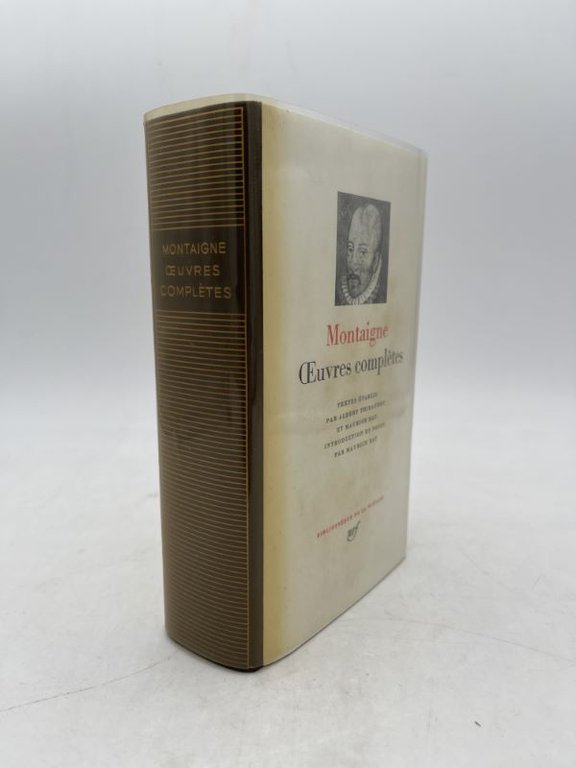 MONTAIGNE
ŒUVRES
COMPLÈTES
Montaigne
Œuvres complètes
TEXTES ÉTABLIS
PAR ALBERT THIBAUDET
ET MAURICE RAT
INTRODUCTION ET NOTES
PAR MAURICE RAT
BIBLIOTHÈQUE DE LA PLÉIADE
nrf